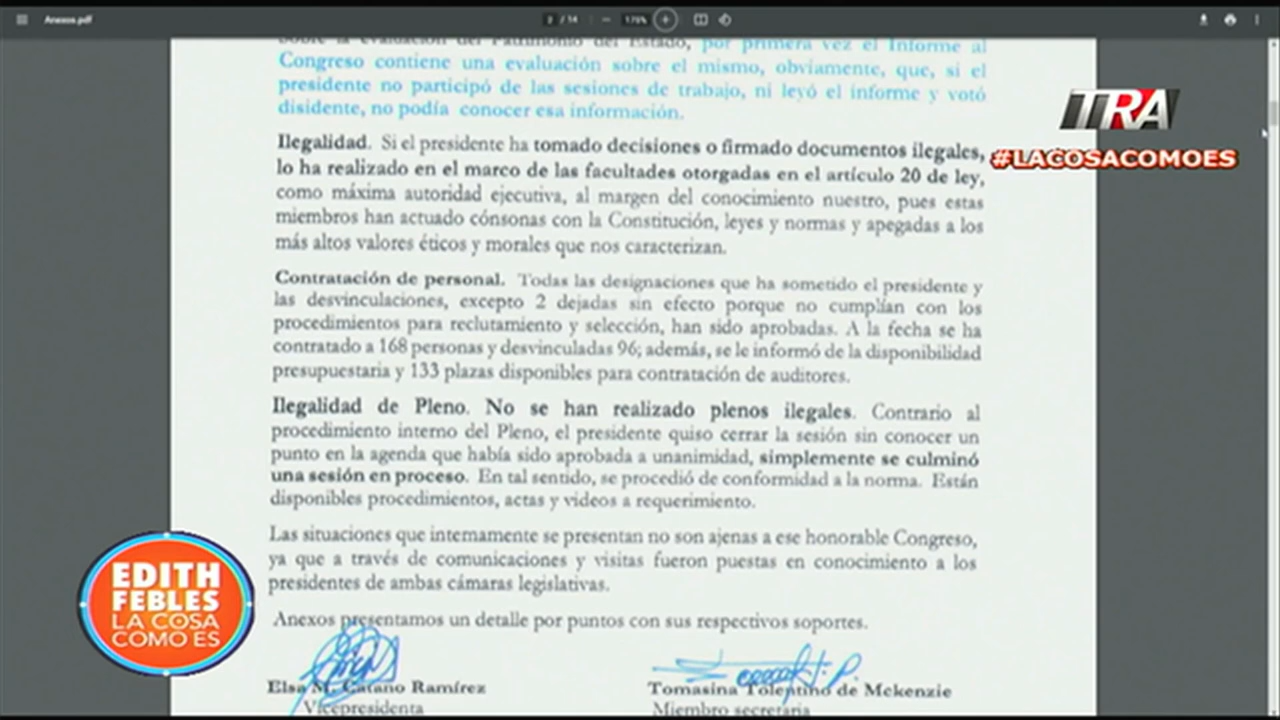 Anexos.pdf
2 / 14
175%
Sobre la evaluación del Patrimonio del Estado, por primera vez el Informe al
Congreso contiene una evaluación sobre el mismo, obviamente, que, si el
presidente no participó de las sesiones de trabajo, ni leyó el informe y votó
disidente, no podía conocer esa información.
Ilegalidad. Si el presidente ha tomado decisiones o firmado documentos ilegales,
lo ha realizado en el marco de las facultades otorgadas en el artículo 20 de ley,
como máxima autoridad ejecutiva, al margen del conocimiento nuestro, pues estas
miembros han actuado cónsonas con la Constitución, leyes y normas y apegadas a los
más altos valores éticos y morales que nos caracterizan.
Contratación de personal. Todas las designaciones que ha sometido el presidente y
las desvinculaciones, excepto 2 dejadas sin efecto porque no cumplían con los
procedimientos para reclutamiento y selección, han sido aprobadas. A la fecha se ha
contratado a 168 personas y desvinculadas 96; además, se le informó de la disponibilidad
presupuestaria y 133 plazas disponibles para contratación de auditores.
Ilegalidad de Pleno. No se han realizado plenos ilegales. Contrario al
procedimiento interno del Pleno, el presidente quiso cerrar la sesión sin conocer un
punto en la agenda que había sido aprobada a unanimidad, simplemente se culminó
una sesión en proceso. En tal sentido, se procedió de conformidad a la norma. Están
disponibles procedimientos, actas y videos a requerimiento.
Las situaciones que internamente se presentan no son ajenas a ese honorable Congreso,
ya que a través de comunicaciones y visitas fueron puestas en conocimiento a los
presidentes de ambas cámaras legislativas.
Anexos presentamos un detalle por puntos con sus respectivos soportes.
Elsa M. Catano Ramírez
Vicepresidenta
Tomasina Tolentino de Mckenzie
Miembro secretaria
TRA
#LACOSACOMOES
EDITH
FEBLES
LA COSA
COMO ES